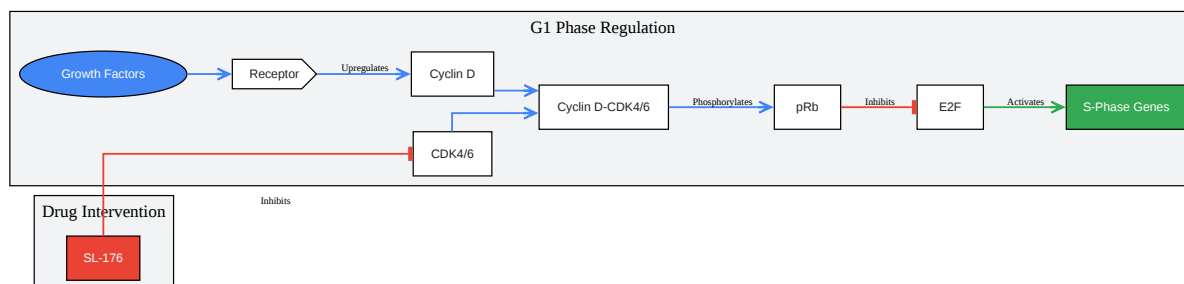 G1 Phase Regulation
Growth Factors
Receptor
Upregulates
Cyclin D
Cyclin D-CDK4/6
Phosphorylates
pRb
Inhibits
E2F
Activates
S-Phase Genes
CDK4/6
Inhibits
Drug Intervention
SL-176